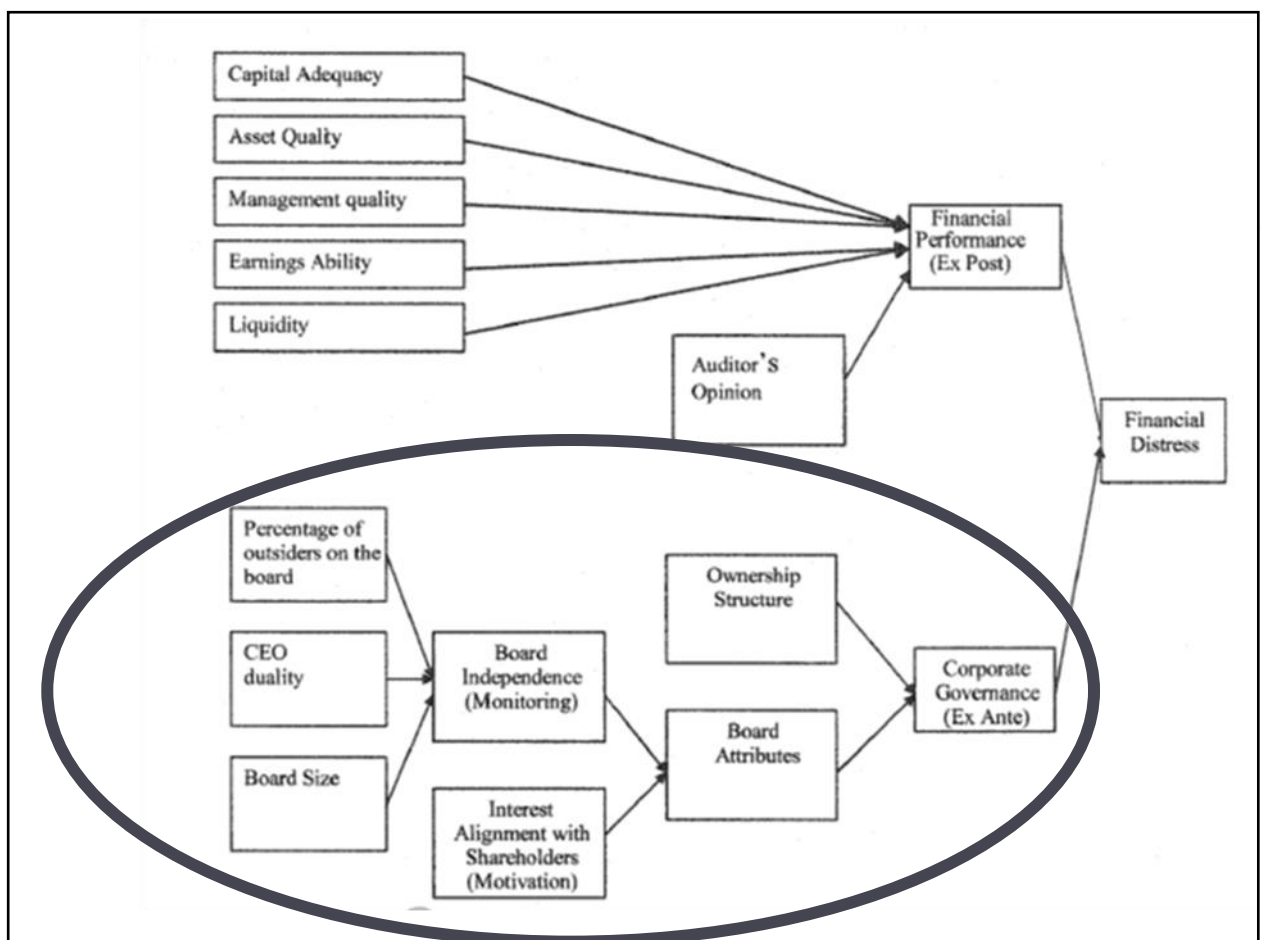 Capital Adequacy
Asset Quality
Management quality
Earnings Ability
Liquidity
Financial
Performance
(Ex Post)
Auditor's
Opinion
Financial
Distress
Percentage of
outsiders on the
board
CEO
duality
Board Size
Board
Independence
(Monitoring)
Interest
Alignment with
Shareholders
(Motivation)
Ownership
Structure
Board
Attributes
Corporate
Governance
(Ex Ante)